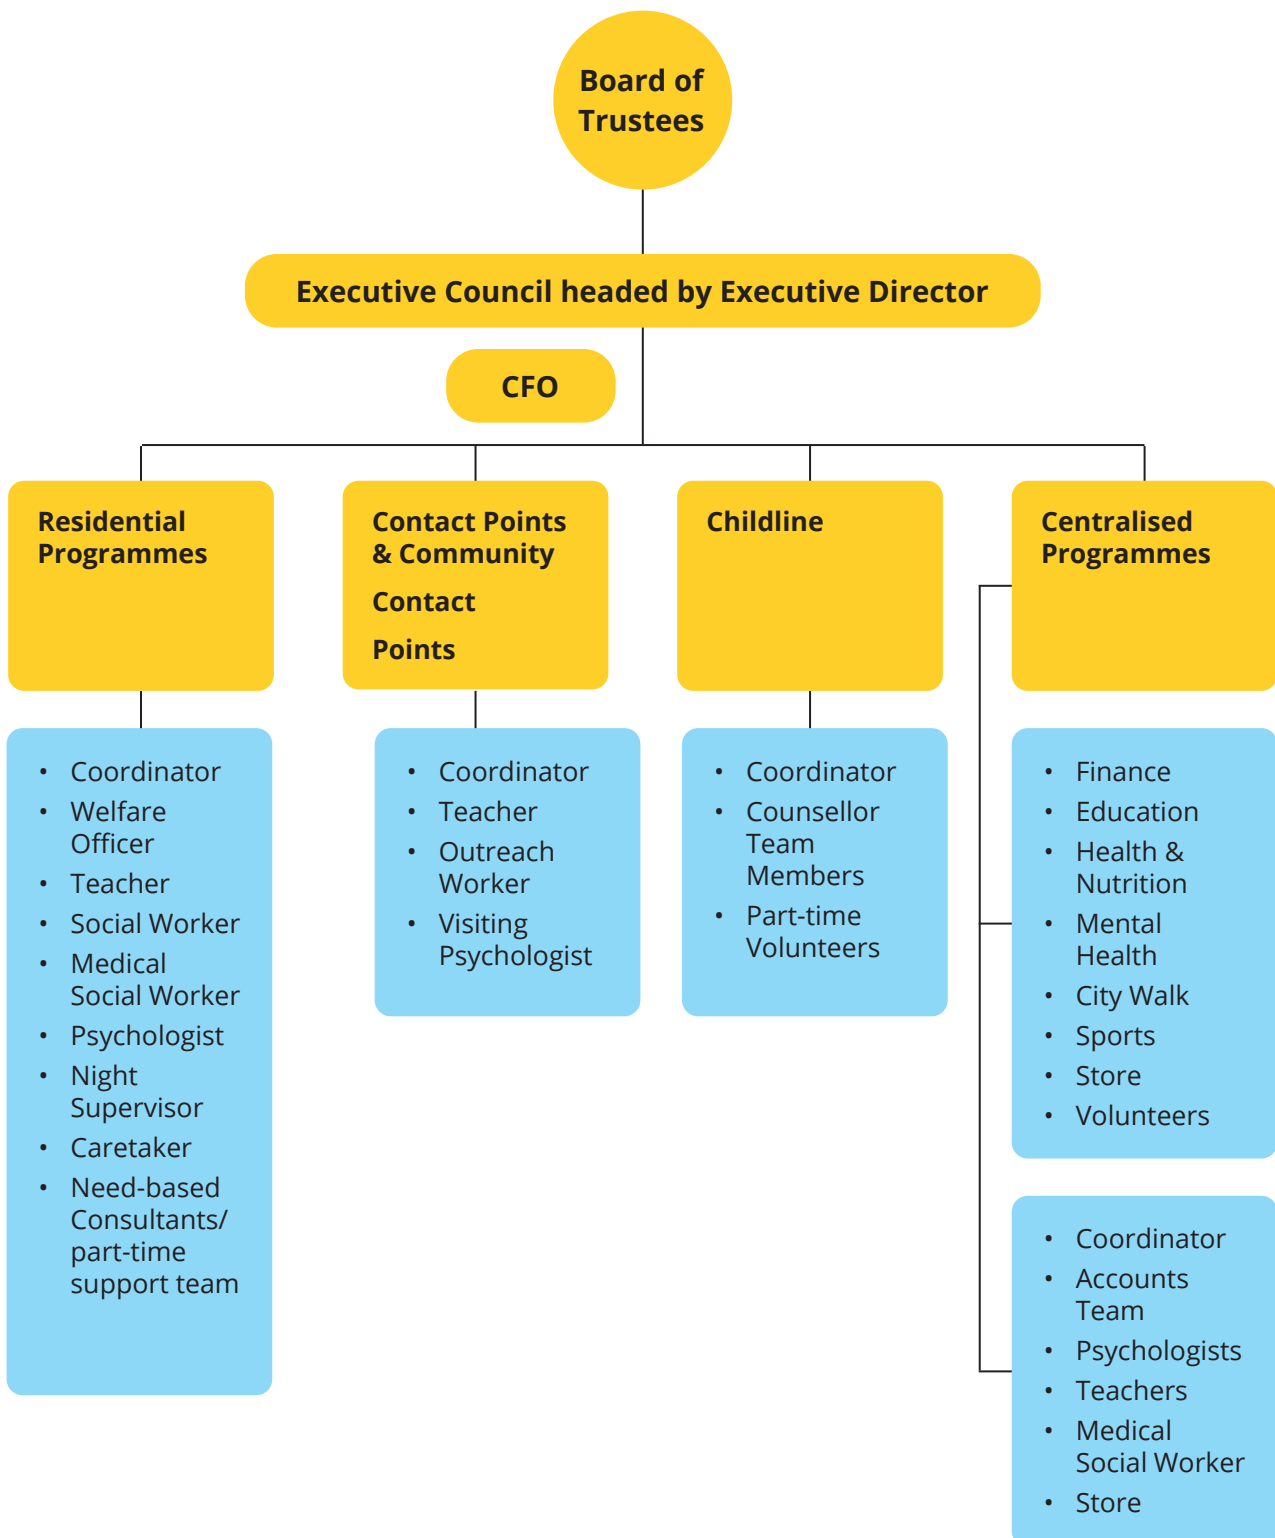 Board of
Trustees
Executive Council headed by Executive Director
CFO
Residential
Programmes
Contact Points
& Community
Contact
Points
Childline
Centralised
Programmes
• Coordinator
• Welfare
Officer
• Teacher
• Social Worker
• Medical
Social Worker
• Psychologist
• Night
Supervisor
• Caretaker
• Need-based
Consultants/
part-time
support team
• Coordinator
• Teacher
• Outreach
Worker
• Visiting
Psychologist
• Coordinator
• Counsellor
Team
Members
• Part-time
Volunteers
• Finance
• Education
• Health &
Nutrition
• Mental
Health
• City Walk
• Sports
• Store
• Volunteers
• Coordinator
• Accounts
Team
• Psychologists
• Teachers
• Medical
Social Worker
• Store